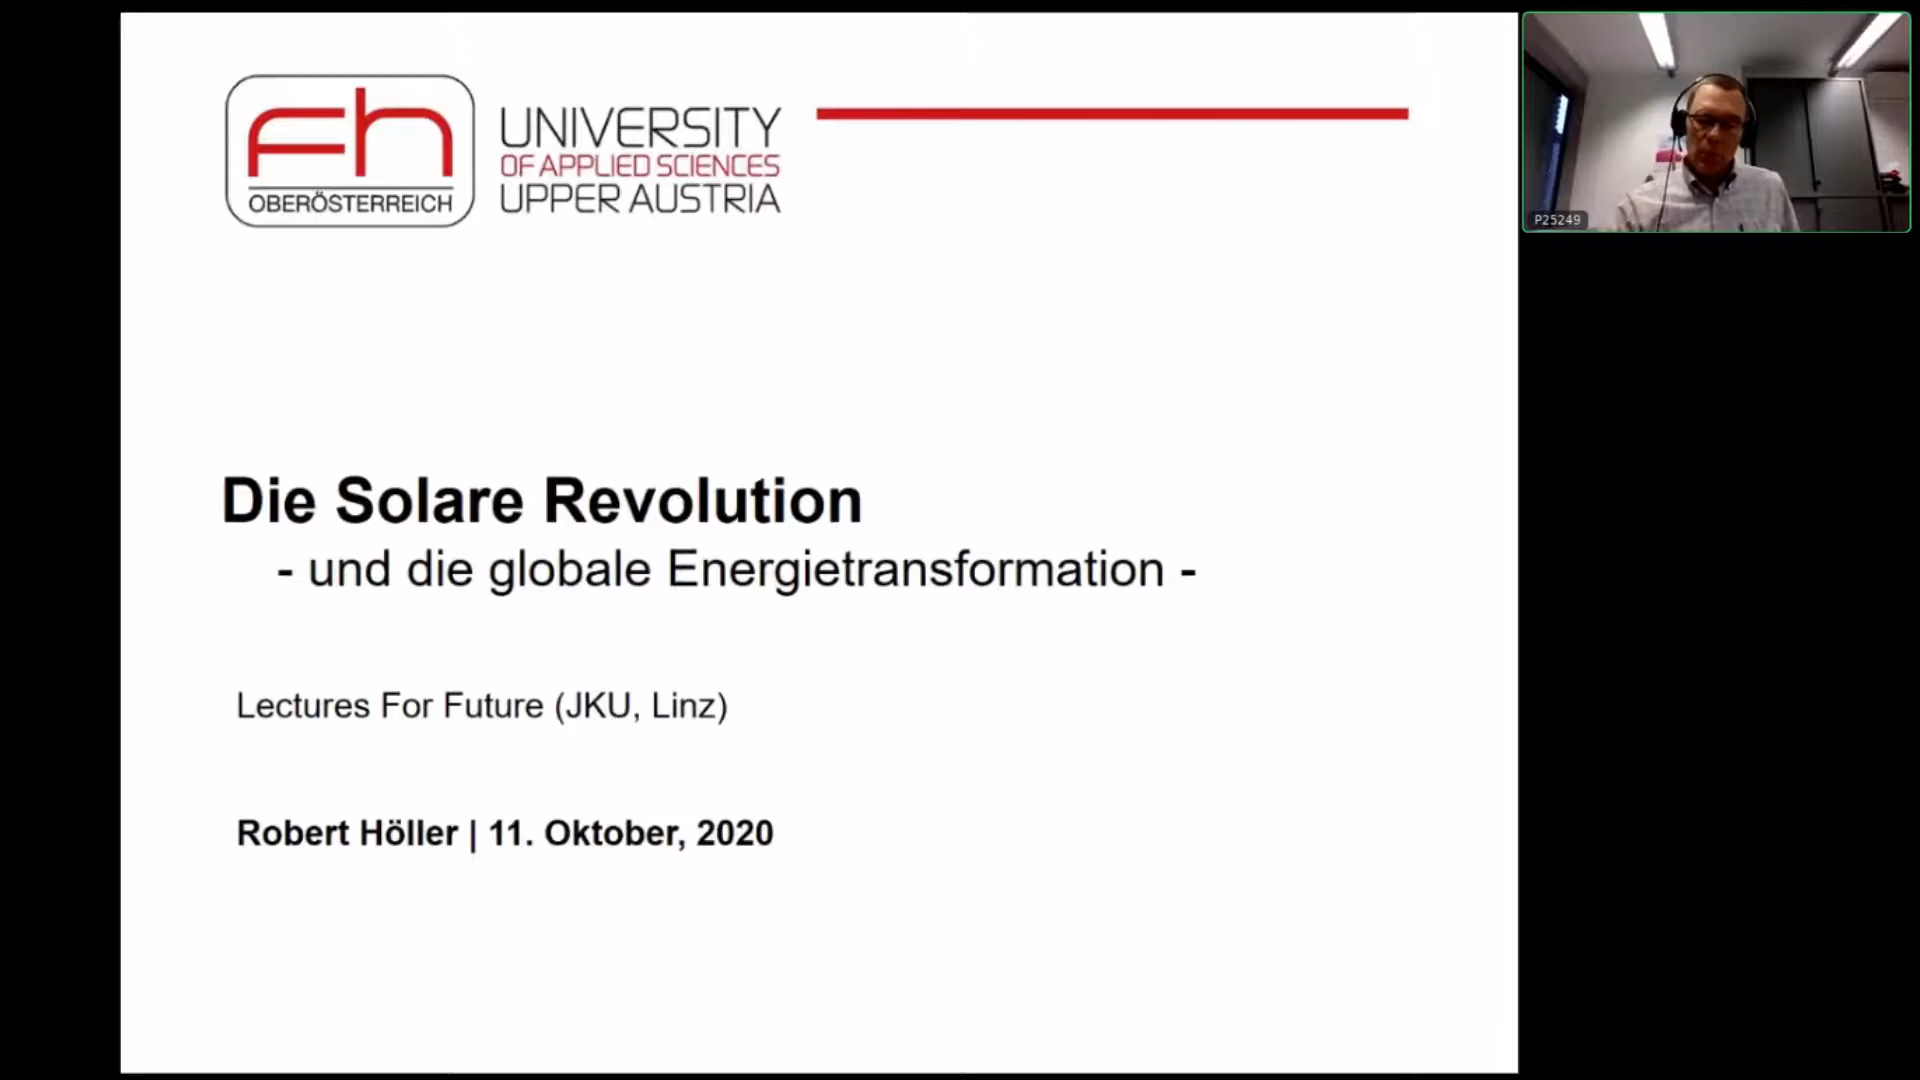 fh
OBERÖSTERREICH
UNIVERSITY
OF APPLIED SCIENCES
UPPER AUSTRIA
Die Solare Revolution
- und die globale Energietransformation -
Lectures For Future (JKU, Linz)
Robert Höller | 11. Oktober, 2020
P25249